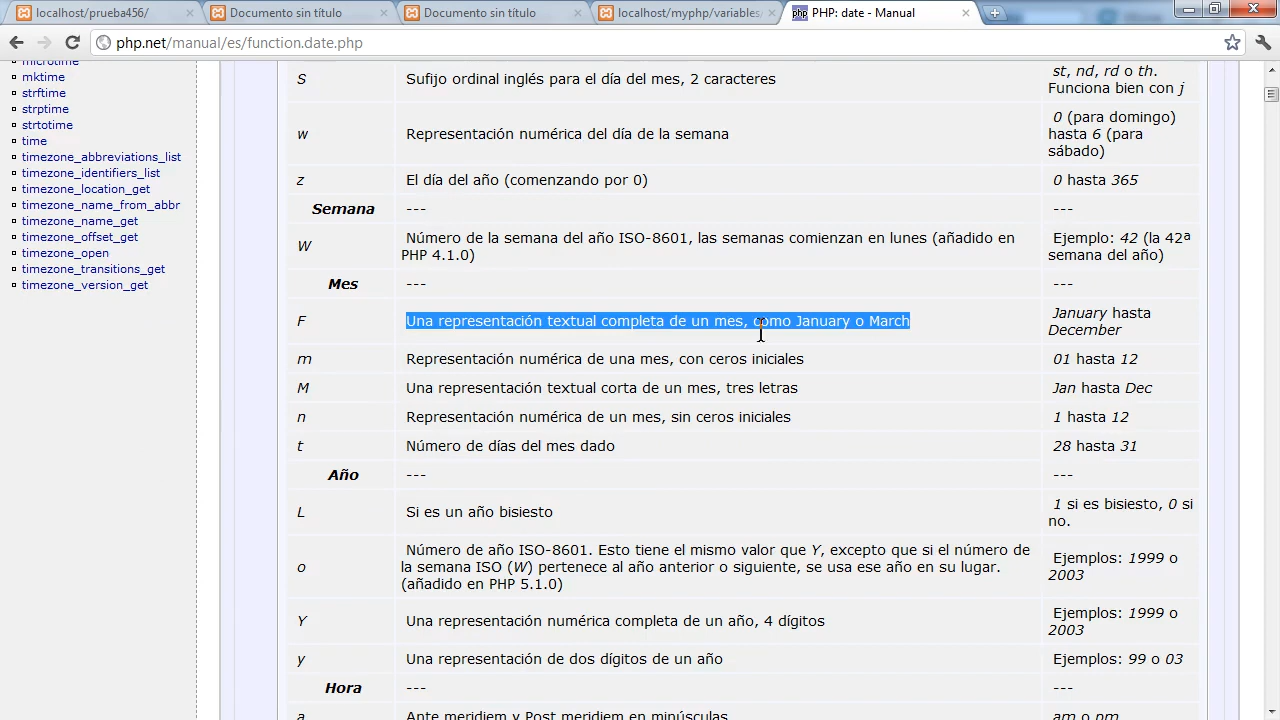 localhost/prueba456/
Documento sin título
Documento sin título
localhost/myphp/variables
PHP: date - Manual
php.net/manual/es/function.date.php
microtime
mktime
strftime
strptime
strtotime
time
timezone_abbreviations_list
timezone_identifiers_list
timezone_location_get
timezone_name_from_abbr
timezone_name_get
timezone_offset_get
timezone_open
timezone_transitions_get
timezone_version_get
S Sufijo ordinal inglés para el día del mes, 2 caracteres
st, nd, rd o th.
Funciona bien con j
w Representación numérica del día de la semana
0 (para domingo)
hasta 6 (para
sábado)
z El día del año (comenzando por 0) 0 hasta 365
Semana --- ---
W
Número de la semana del año ISO-8601, las semanas comienzan en lunes (añadido en
PHP 4.1.0)
Ejemplo: 42 (la 42ª
semana del año)
Mes --- ---
F Una representación textual completa de un mes, como January o March
January hasta
December
m Representación numérica de una mes, con ceros iniciales 01 hasta 12
M Una representación textual corta de un mes, tres letras Jan hasta Dec
n Representación numérica de un mes, sin ceros iniciales 1 hasta 12
t Número de días del mes dado 28 hasta 31
Año --- ---
L Si es un año bisiesto
1 si es bisiesto, 0 si
no.
o
Número de año ISO-8601. Esto tiene el mismo valor que Y, excepto que si el número de
la semana ISO (W) pertenece al año anterior o siguiente, se usa ese año en su lugar.
(añadido en PHP 5.1.0)
Ejemplos: 1999 o
2003
Y Una representación numérica completa de un año, 4 dígitos
Ejemplos: 1999 o
2003
y Una representación de dos dígitos de un año Ejemplos: 99 o 03
Hora --- ---
a Ante meridiem y Post meridiem en minúsculas am o pm